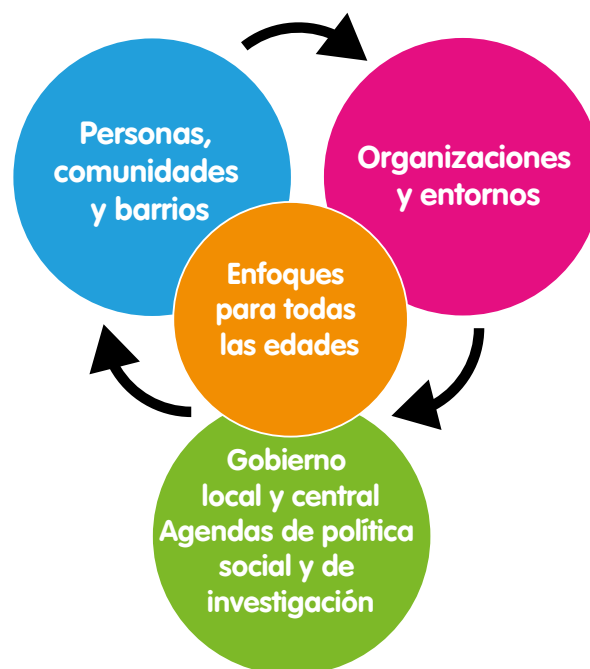 Personas,
comunidades
y barrios
Organizaciones
y entornos
Enfoques
para todas
las edades
Gobierno
local y central
Agendas de política
social y de
investigación